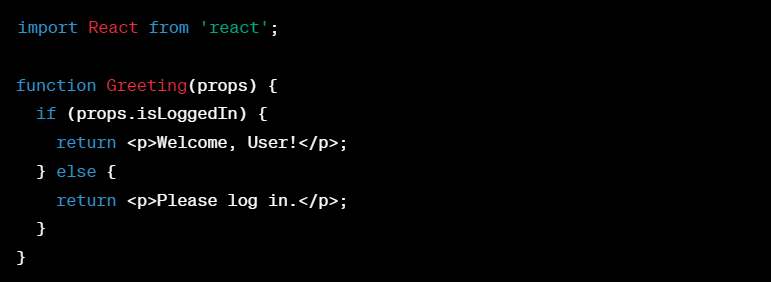 import React from 'react';

function Greeting(props) {
  if (props.isLoggedIn) {
    return <p>Welcome, User!</p>;
  } else {
    return <p>Please log in.</p>;
  }
}